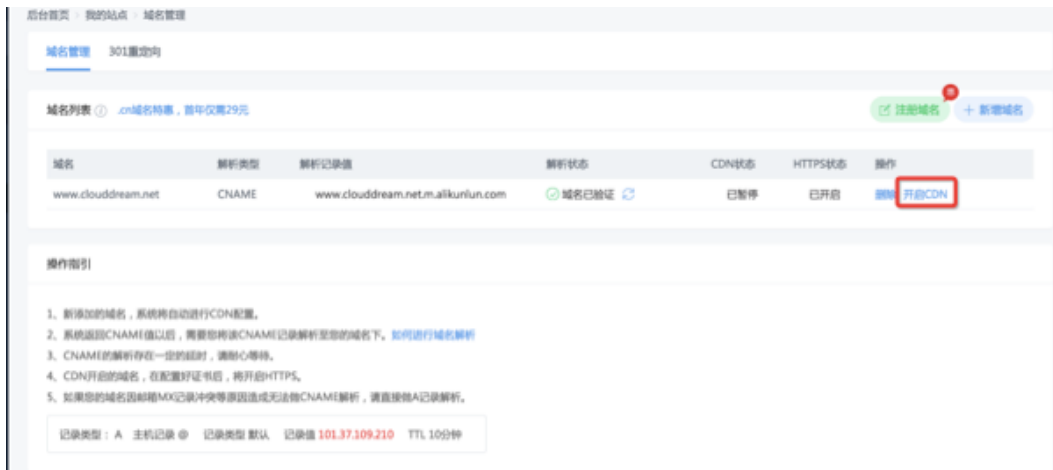 后台首页 › 我的站点 › 域名管理
域名管理 301重定向
域名列表 .cn域名特惠，首年仅需29元 注册域名 + 新增域名
域名 解析类型 解析记录值 解析状态 CDN状态 HTTPS状态 操作
www.clouddream.net CNAME www.clouddream.net.m.alikunlun.com 域名已验证 已暂停 已开启 删除 开启CDN
操作指引
1、新添加的域名，系统将自动进行CDN配置。
2、系统返回CNAME值以后，需要您将该CNAME记录解析至您的域名下。如何进行域名解析
3、CNAME的解析存在一定的延时，请耐心等待。
4、CDN开启的域名，在配置好证书后，将开启HTTPS。
5、如果您的域名因邮箱MX记录冲突等原因造成无法做CNAME解析，请直接做A记录解析。
记录类型： A 主机记录 @ 记录类型 默认 记录值 101.37.109.210 TTL 10分钟